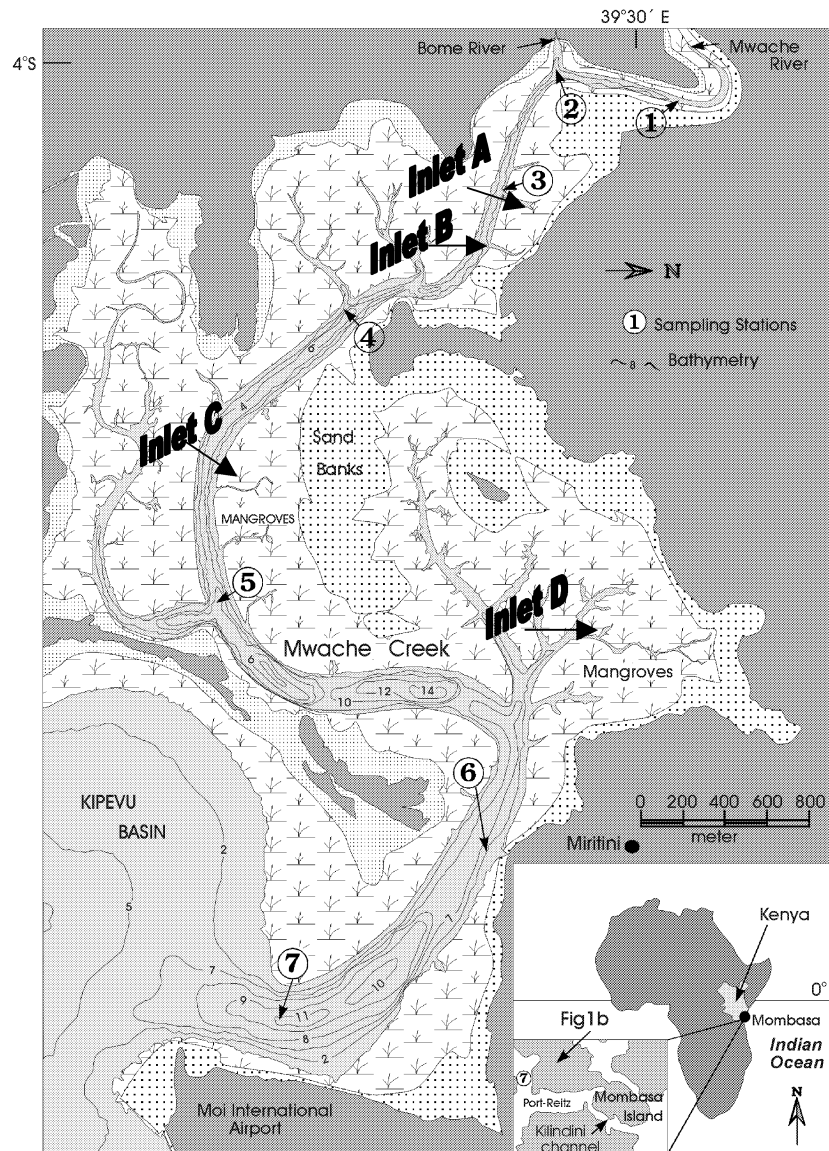 39°30´ E
Bome River
Mwache
River
4°S
2
1
Inlet A
3
Inlet B
N
1 Sampling Stations
4
6
8 Bathymetry
4
Inlet C
Sand
Banks
MANGROVES
5
Inlet D
Mwache Creek
6
Mangroves
12
14
10
6
KIPEVU
BASIN
0 200 400 600 800
meter
2
Miritini
5
7
Kenya
7
7
10
0°
9
11
Mombasa
Fig1b
8
Indian
Ocean
2
7
Port-Reitz
Mombasa
Island
N
Moi International
Airport
Kilindini
channel